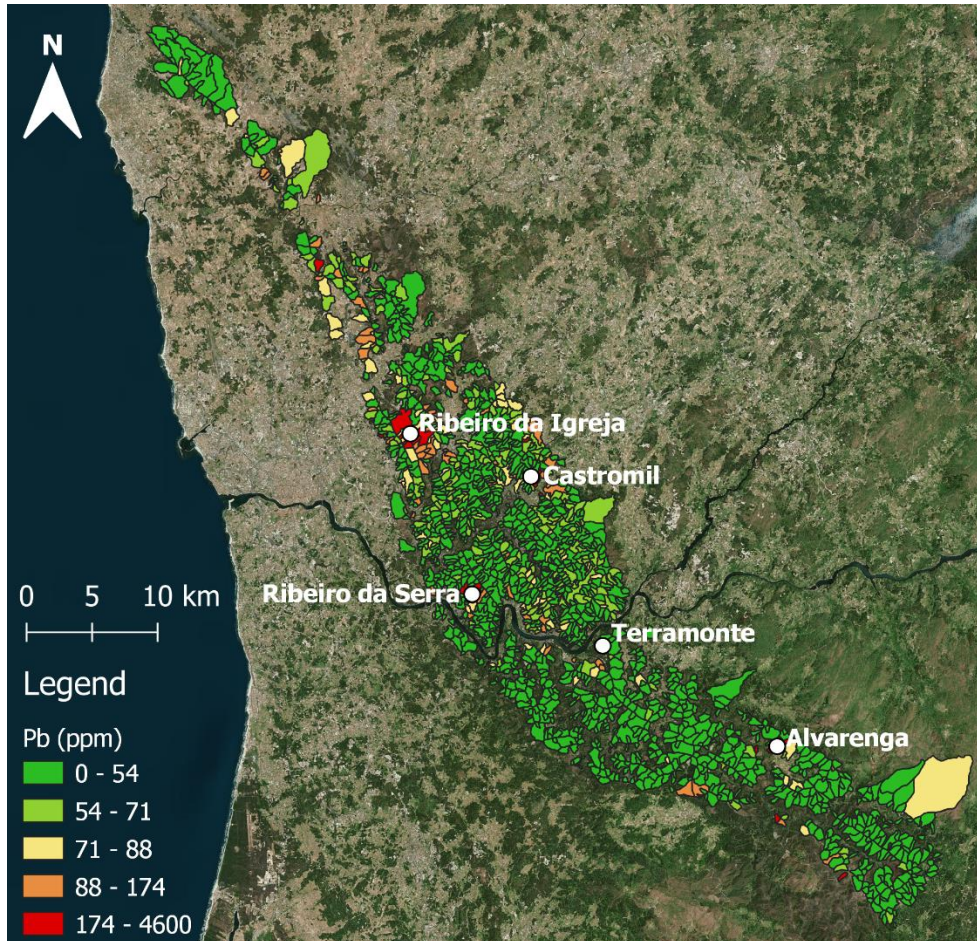 N
Ribeiro da Igreja
Castromil
Ribeiro da Serra
Terramonte
Alvarenga
0 5 10 km
Legend
Pb (ppm)
0 - 54
54 - 71
71 - 88
88 - 174
174 - 4600